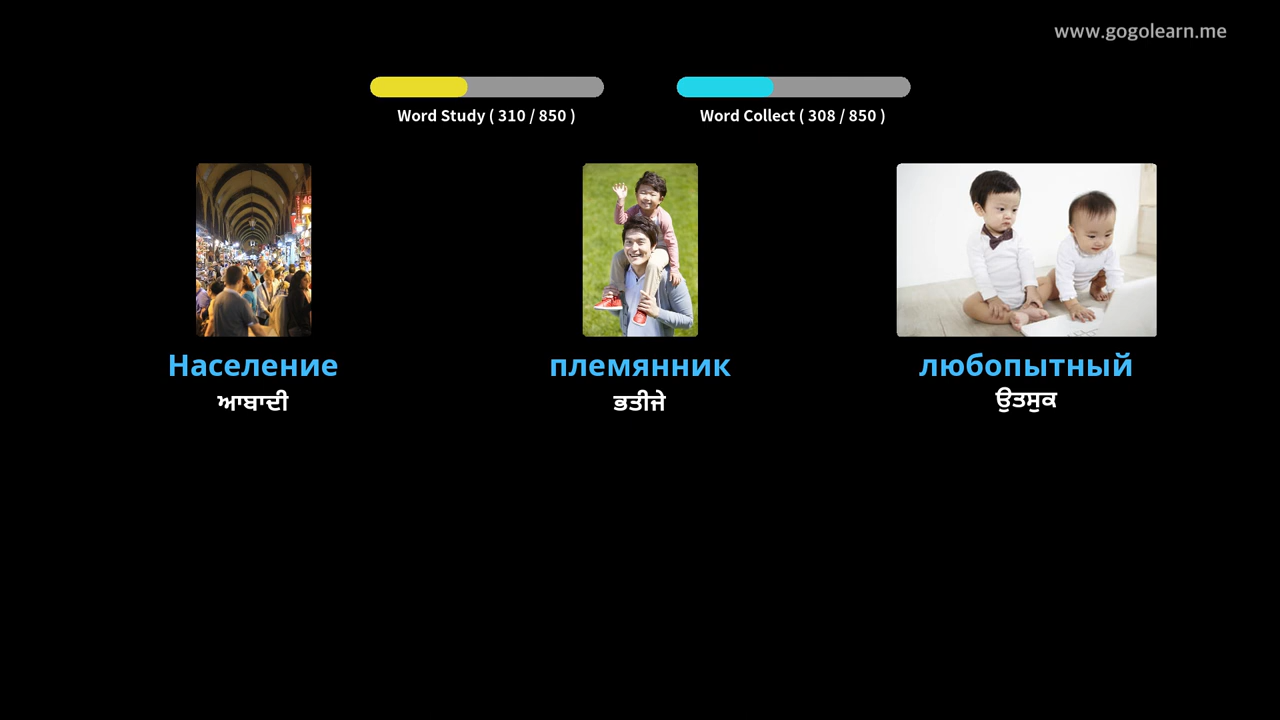 www.gogolearn.me
Word Study ( 310 / 850 )
Word Collect ( 308 / 850 )
Население
племянник
любопытный
ਆਬਾਦੀ
ਭਤੀਜੇ
ਉਤਸੁਕ